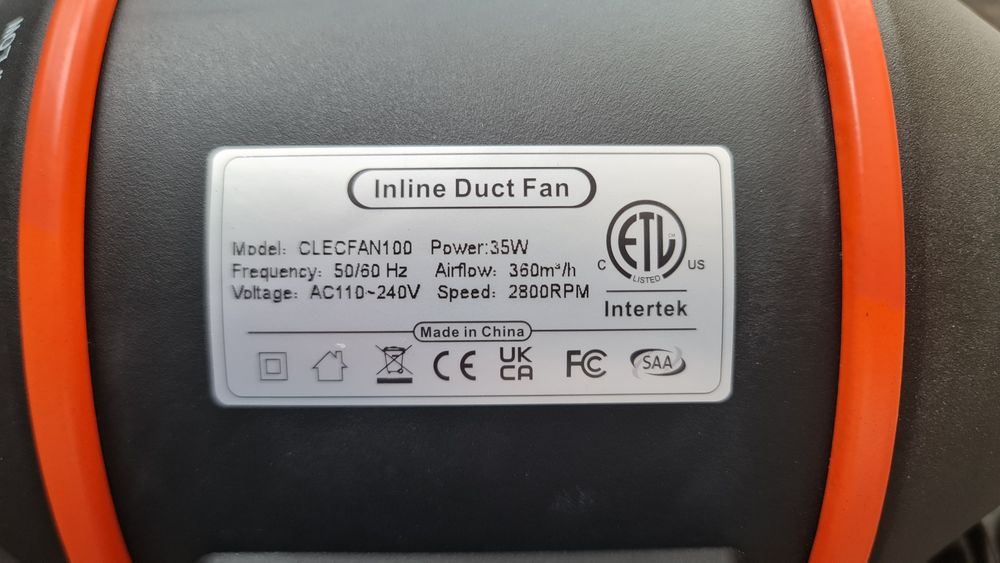 Inline Duct Fan
Model: CLECFAN100 Power:35W
Frequency: 50/60 Hz Airflow: 360m³/h
Voltage: AC110~240V Speed: 2800RPM
ETL CM
C LISTED US
Intertek
Made in China
CE UK CA FC SAA